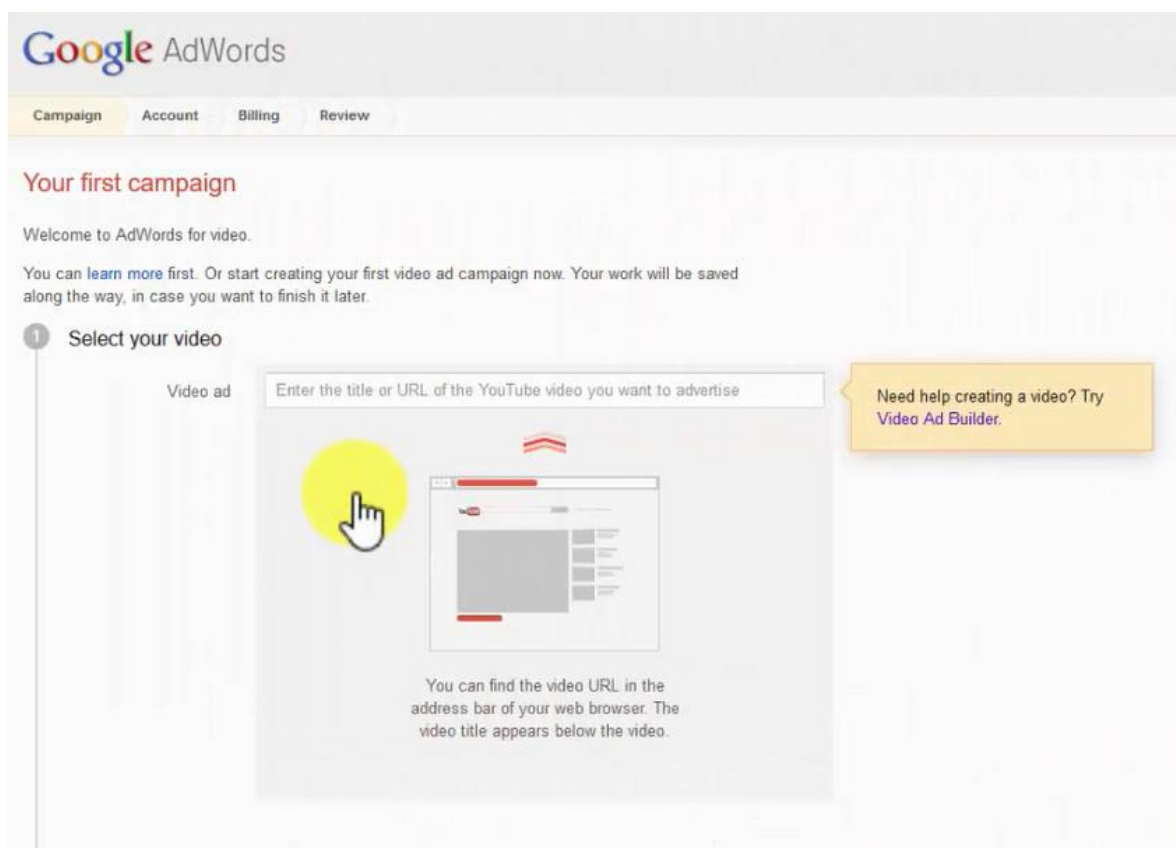 Google AdWords
Campaign Account Billing Review
Your first campaign
Welcome to AdWords for video.
You can learn more first. Or start creating your first video ad campaign now. Your work will be saved
along the way, in case you want to finish it later.
1 Select your video
Video ad
Enter the title or URL of the YouTube video you want to advertise
Need help creating a video? Try
Video Ad Builder.
You can find the video URL in the
address bar of your web browser. The
video title appears below the video.